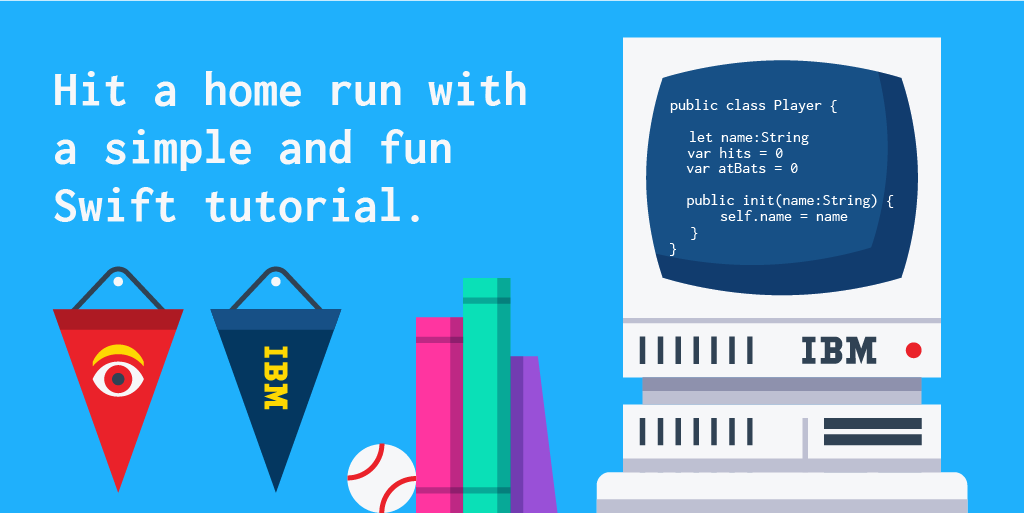 Hit a home run with
a simple and fun
Swift tutorial.
IBM
public class Player {
let name:String
var hits = 0
var atBats = 0
public init(name:String) {
self.name = name
}
}
IBM